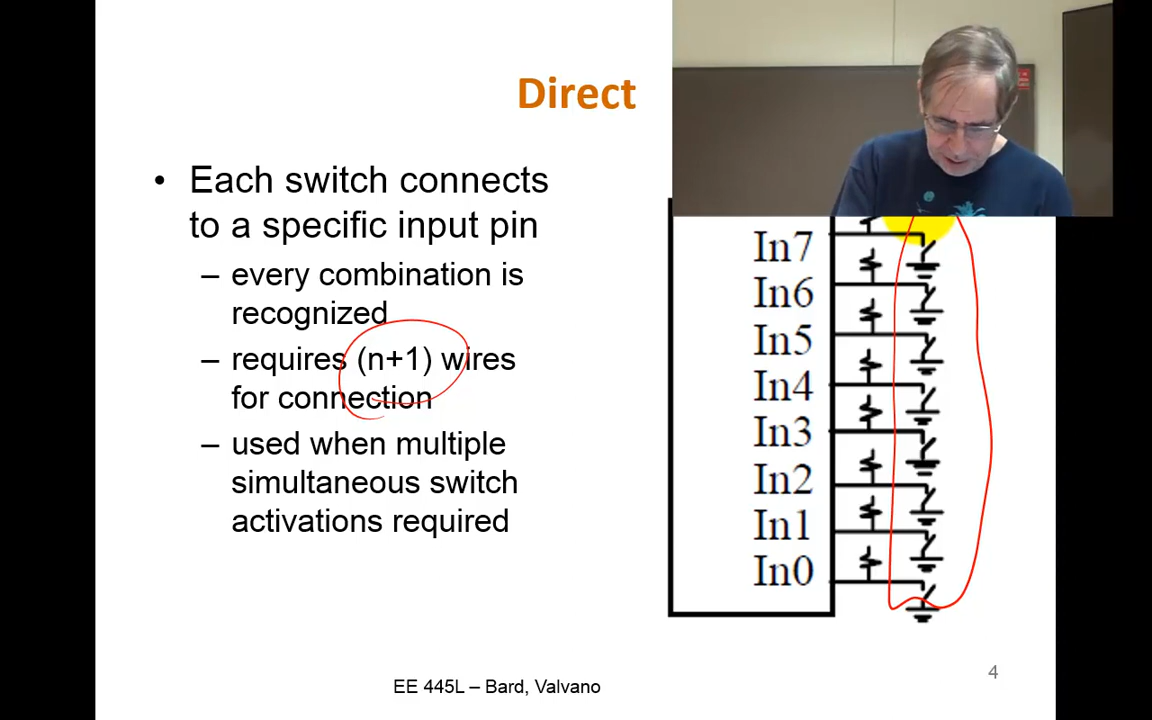 Direct
• Each switch connects
to a specific input pin
– every combination is
recognized
– requires (n+1) wires
for connection
– used when multiple
simultaneous switch
activations required
In7
In6
In5
In4
In3
In2
In1
In0
EE 445L – Bard, Valvano
4